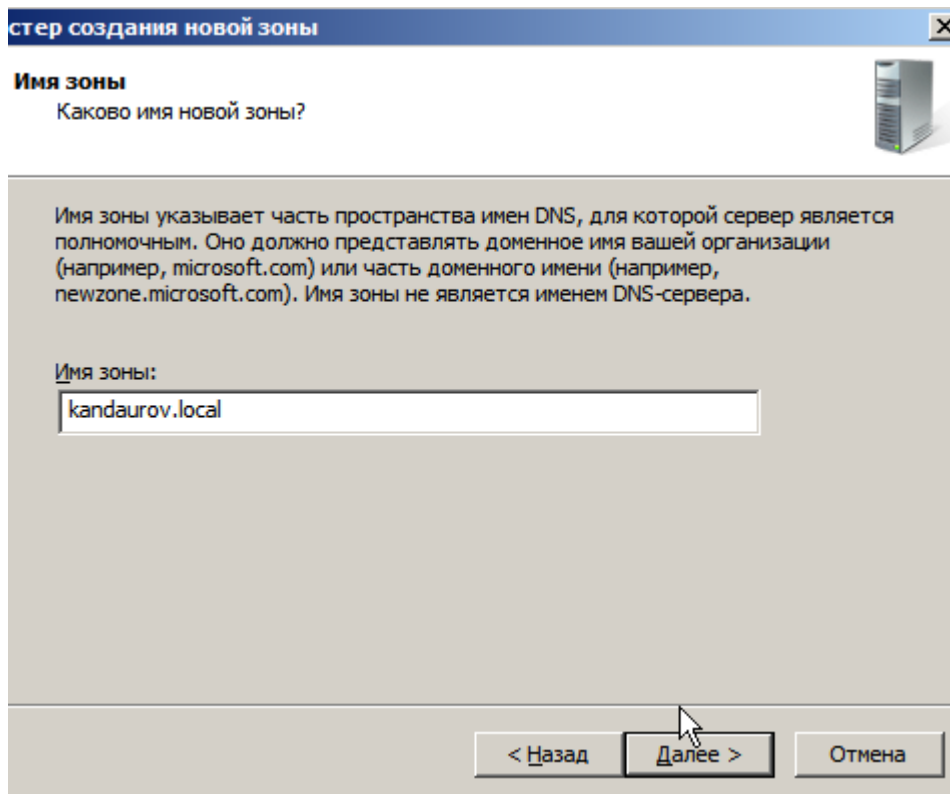 стер создания новой зоны
Имя зоны
Каково имя новой зоны?
Имя зоны указывает часть пространства имен DNS, для которой сервер является
полномочным. Оно должно представлять доменное имя вашей организации
(например, microsoft.com) или часть доменного имени (например,
newzone.microsoft.com). Имя зоны не является именем DNS-сервера.
Имя зоны:
kandaurov.local
< Назад Далее > Отмена